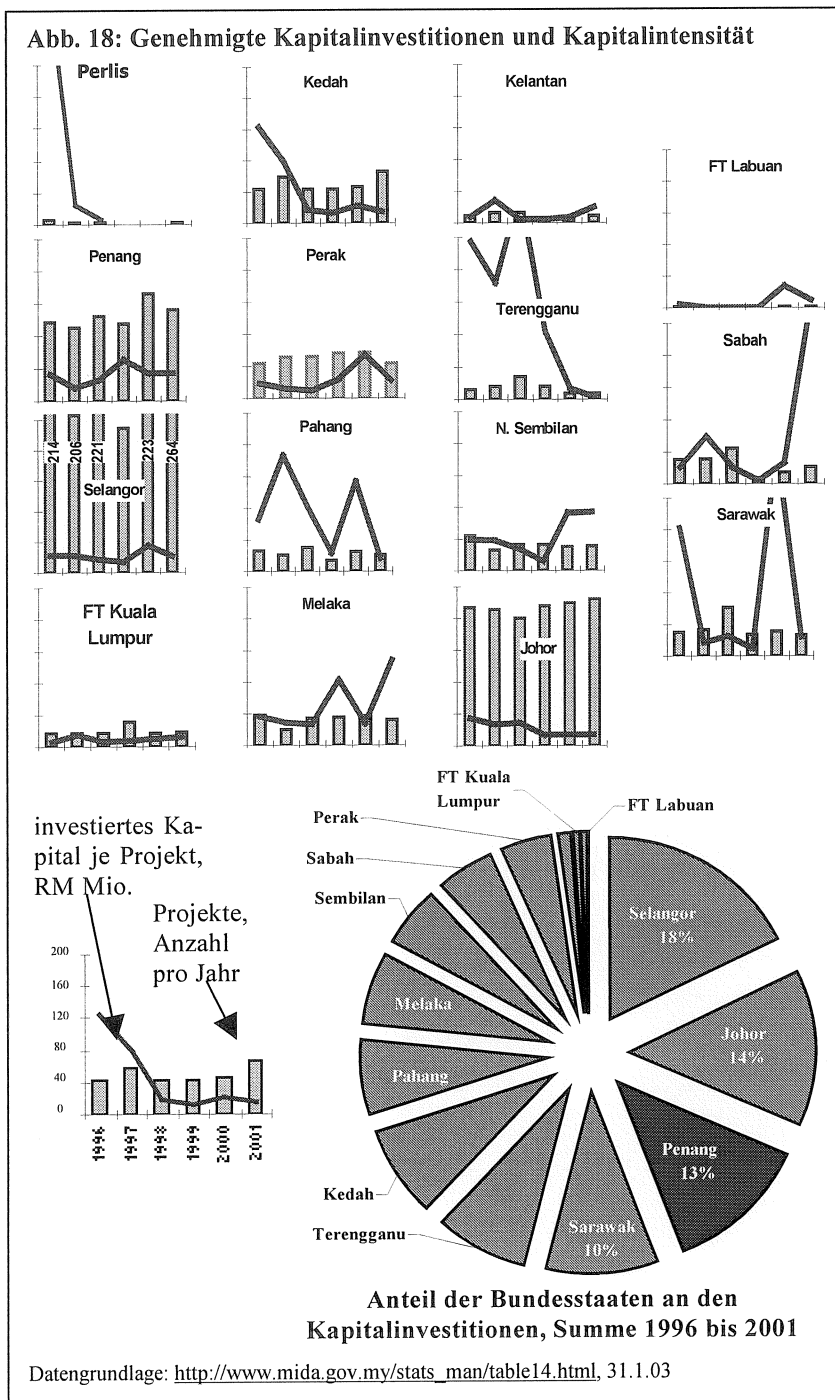 Abb. 18: Genehmigte Kapitalinvestitionen und Kapitalintensität
Perlis
Kedah
Kelantan
FT Labuan
Penang
Perak
Terengganu
Sabah
214
206
221
223
264
Selangor
Pahang
N. Sembilan
Sarawak
FT Kuala
Lumpur
Melaka
Johor
investiertes Ka-
pital je Projekt,
RM Mio.
Projekte,
Anzahl
pro Jahr
200
160
120
80
40
0
1996
1997
1998
1999
2000
2001
FT Kuala
Lumpur
FT Labuan
Perak
Sabah
Sembilan
Melaka
Pahang
Kedah
Terengganu
Selangor
18%
Johor
14%
Penang
13%
Sarawak
10%
Anteil der Bundesstaaten an den
Kapitalinvestitionen, Summe 1996 bis 2001
Datengrundlage: http://www.mida.gov.my/stats_man/table14.html, 31.1.03